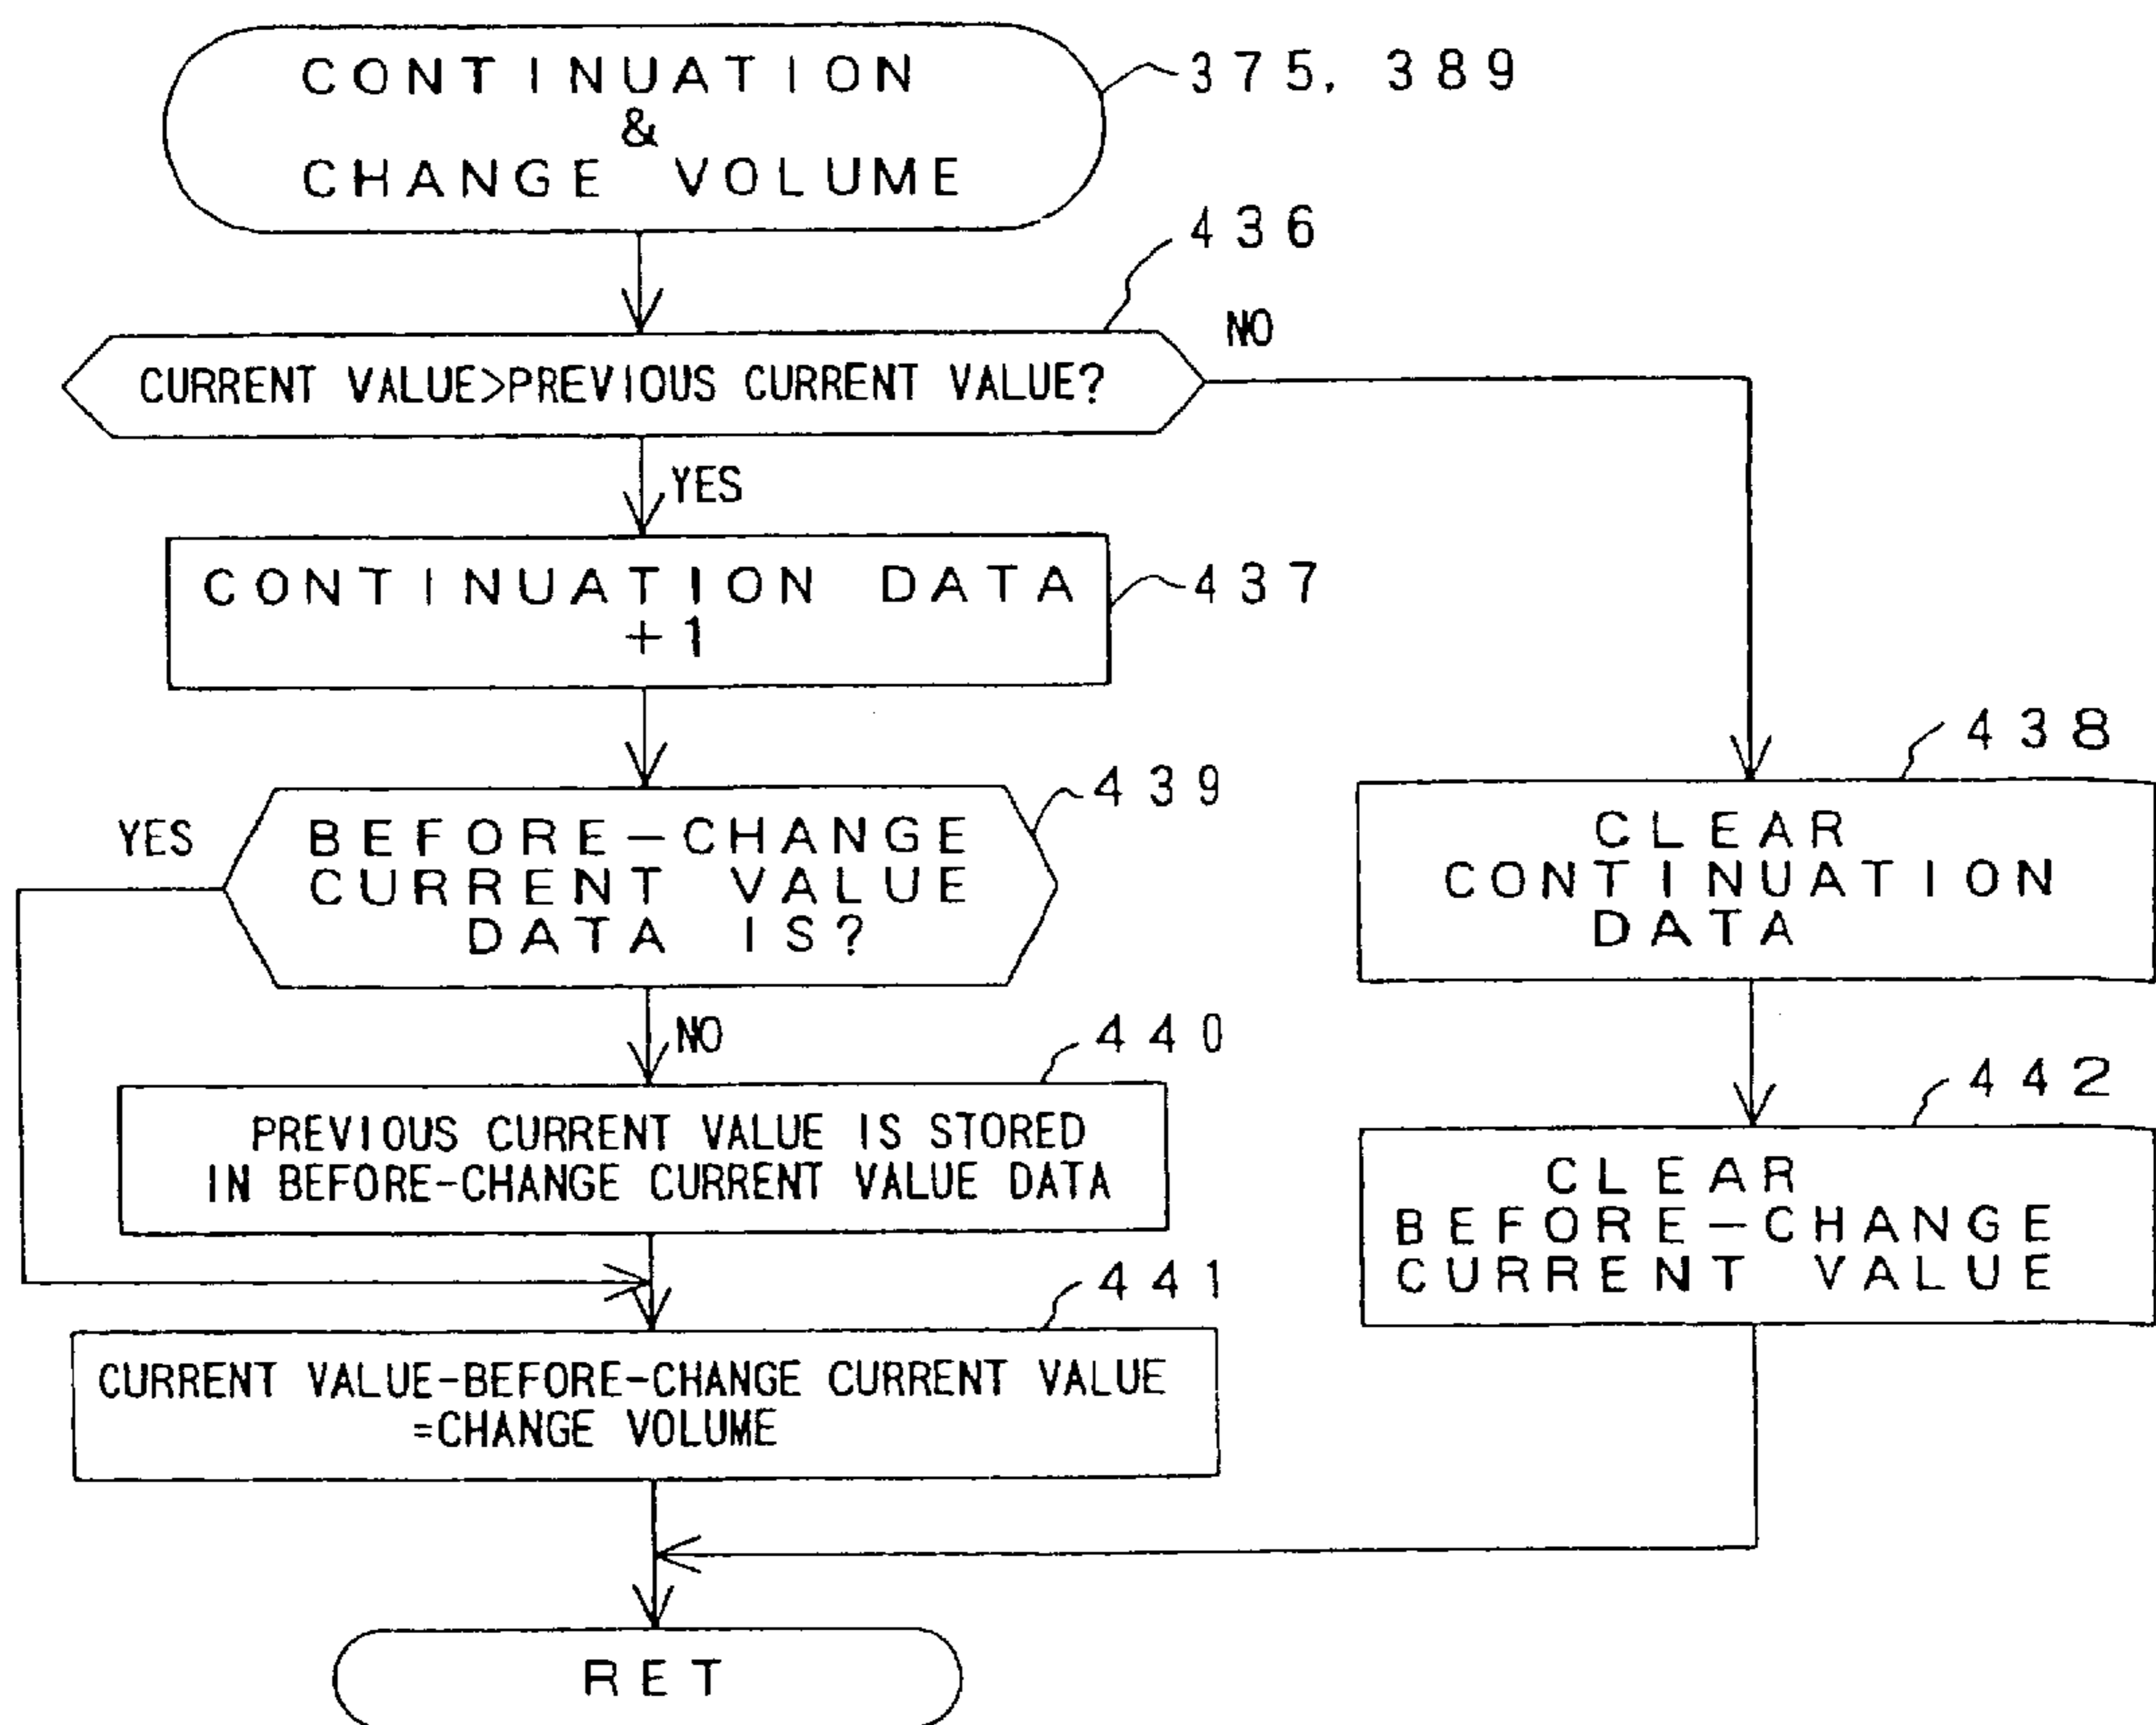 CONTINUATION
&
CHANGE VOLUME
375, 389
436
CURRENT VALUE>PREVIOUS CURRENT VALUE?
NO
YES
CONTINUATION DATA
+1
437
439
YES
BEFORE-CHANGE
CURRENT VALUE
DATA IS?
438
CLEAR
CONTINUATION
DATA
NO
440
PREVIOUS CURRENT VALUE IS STORED
IN BEFORE-CHANGE CURRENT VALUE DATA
442
CLEAR
BEFORE-CHANGE
CURRENT VALUE
441
CURRENT VALUE-BEFORE-CHANGE CURRENT VALUE
=CHANGE VOLUME
RET